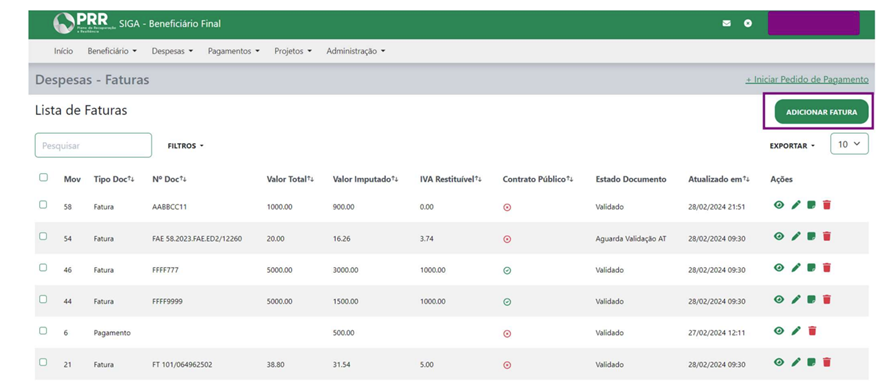 PRR SIGA - Beneficiário Final
Plano de Recuperação e Resiliência
Início Beneficiário Despesas Pagamentos Projetos Administração
Despesas - Faturas + Iniciar Pedido de Pagamento
Lista de Faturas ADICIONAR FATURA
Pesquisar FILTROS EXPORTAR 10
Mov Tipo Doc Nº Doc Valor Total Valor Imputado IVA Restituível Contrato Público Estado Documento Atualizado em Ações
58 Fatura AABBCC11 1000.00 900.00 0.00 Validado 28/02/2024 21:51
54 Fatura FAE 58.2023.FAE.ED2/12260 20.00 16.26 3.74 Aguarda Validação AT 28/02/2024 09:30
46 Fatura FFFF777 5000.00 3000.00 1000.00 Validado 28/02/2024 09:30
44 Fatura FFFF9999 5000.00 1500.00 1000.00 Validado 28/02/2024 09:30
6 Pagamento 500.00 Validado 27/02/2024 12:11
21 Fatura FT 101/064962502 38.80 31.54 5.00 Validado 28/02/2024 09:30